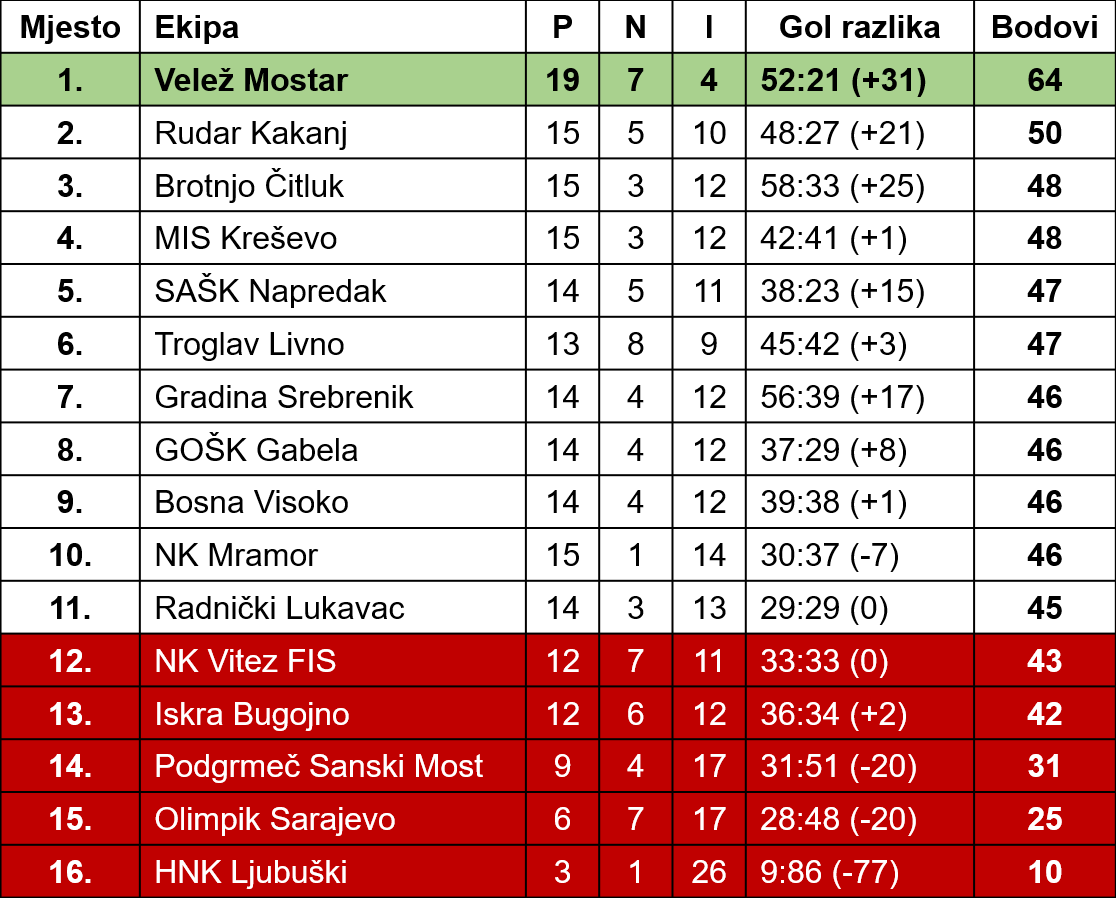 Mjesto Ekipa P N I Gol razlika Bodovi
1. Velež Mostar 19 7 4 52:21 (+31) 64
2. Rudar Kakanj 15 5 10 48:27 (+21) 50
3. Brotnjo Čitluk 15 3 12 58:33 (+25) 48
4. MIS Kreševo 15 3 12 42:41 (+1) 48
5. SAŠK Napredak 14 5 11 38:23 (+15) 47
6. Troglav Livno 13 8 9 45:42 (+3) 47
7. Gradina Srebrenik 14 4 12 56:39 (+17) 46
8. GOŠK Gabela 14 4 12 37:29 (+8) 46
9. Bosna Visoko 14 4 12 39:38 (+1) 46
10. NK Mramor 15 1 14 30:37 (-7) 46
11. Radnički Lukavac 14 3 13 29:29 (0) 45
12. NK Vitez FIS 12 7 11 33:33 (0) 43
13. Iskra Bugojno 12 6 12 36:34 (+2) 42
14. Podgrmeč Sanski Most 9 4 17 31:51 (-20) 31
15. Olimpik Sarajevo 6 7 17 28:48 (-20) 25
16. HNK Ljubuški 3 1 26 9:86 (-77) 10